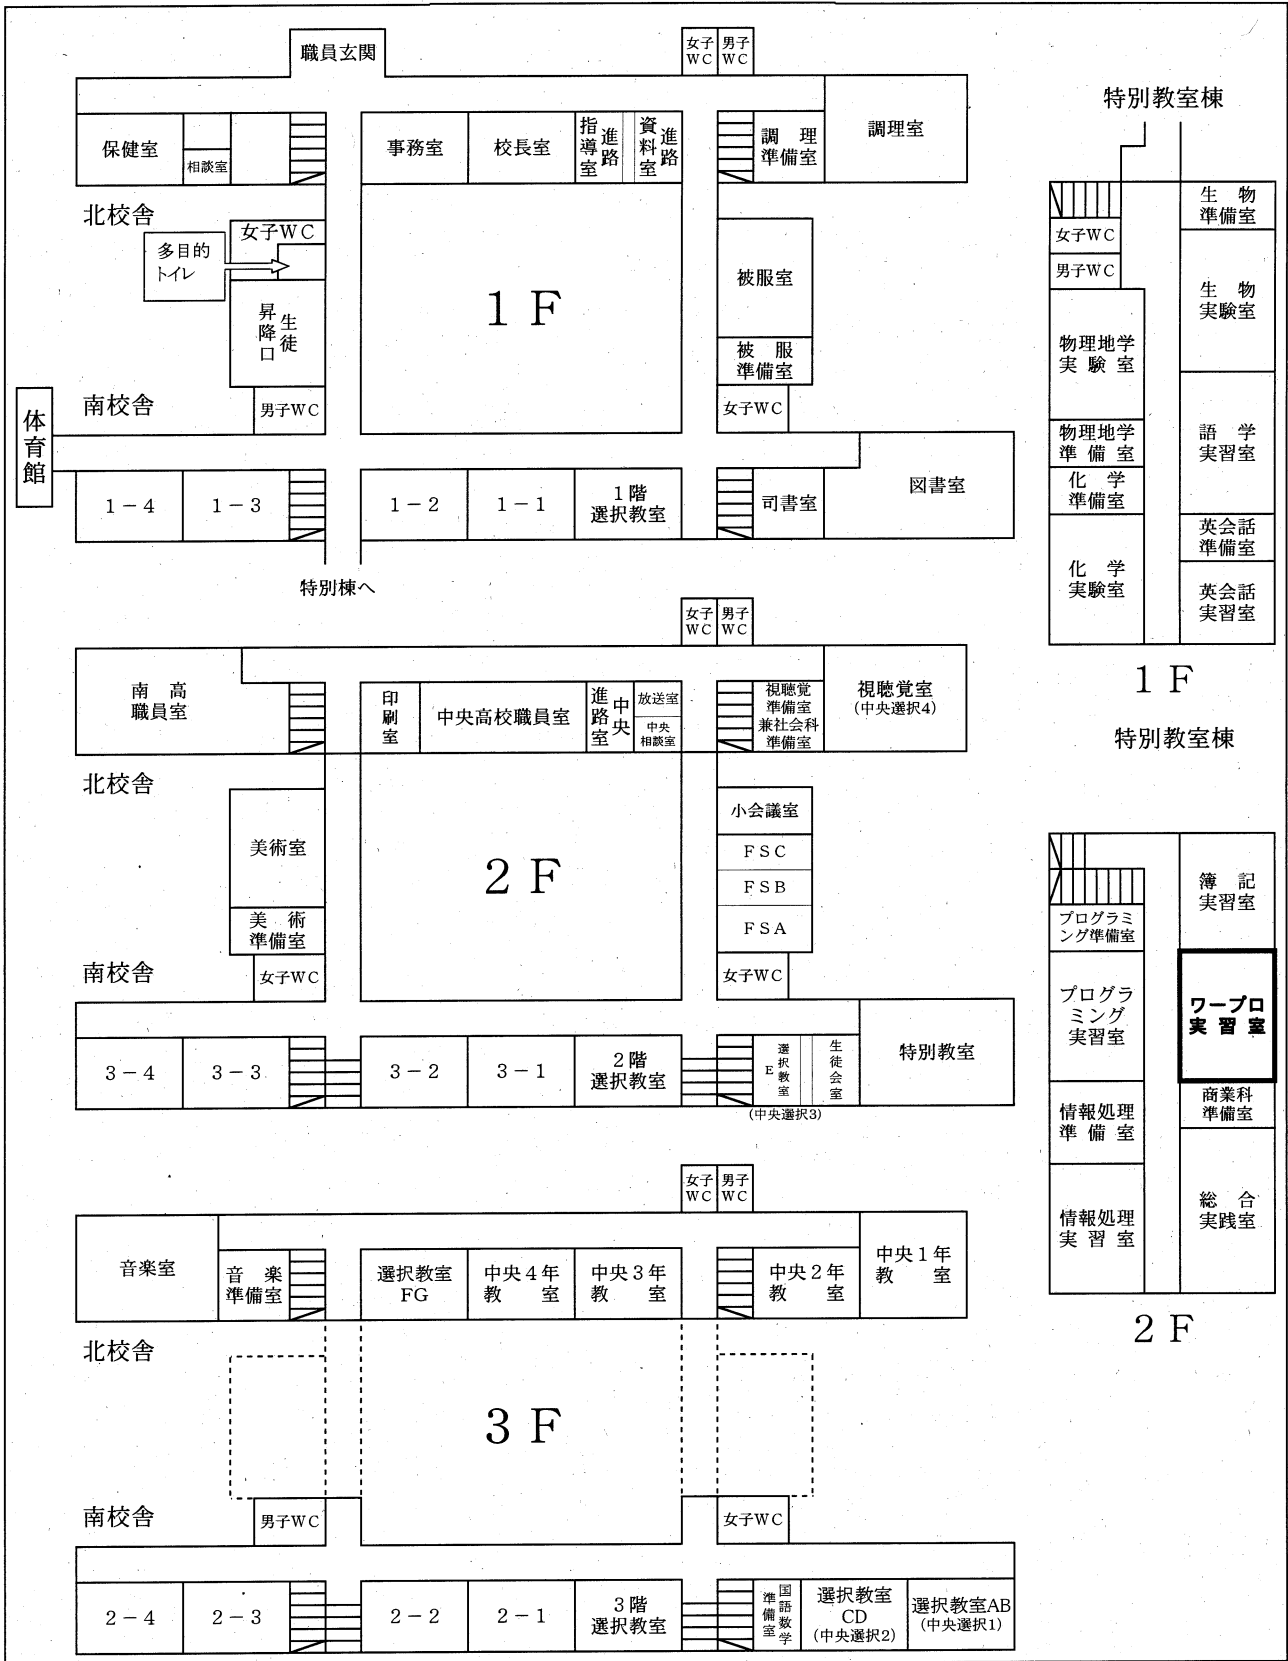 職員玄関
女子
WC
男子
WC
保健室
相談室
事務室
校長室
進路
指導室
進路
資料室
調　理
準備室
調理室
北校舎
女子WC
多目的
トイレ
生徒
昇降口
1F
被服室
被　服
準備室
南校舎
男子WC
女子WC
体育館
1-4
1-3
1-2
1-1
1階
選択教室
司書室
図書室
特別棟へ
女子
WC
男子
WC
南　高
職員室
印刷室
中央高校職員室
中央
進路室
放送室
中央
相談室
視聴覚
準備室
兼社会科
準備室
視聴覚室
(中央選択4)
北校舎
美術室
美　術
準備室
2F
小会議室
FSC
FSB
FSA
南校舎
女子WC
女子WC
3-4
3-3
3-2
3-1
2階
選択教室
選択教室
E
生徒会室
(中央選択3)
特別教室
女子
WC
男子
WC
音楽室
音　楽
準備室
選択教室
FG
中央4年
教　　室
中央3年
教　　室
中央2年
教　　室
中央1年
教　　室
北校舎
3F
南校舎
男子WC
女子WC
2-4
2-3
2-2
2-1
3階
選択教室
国語数学
準備室
選択教室
CD
(中央選択2)
選択教室AB
(中央選択1)
特別教室棟
生　物
準備室
女子WC
男子WC
生　物
実験室
物理地学
実 験 室
物理地学
準 備 室
語　学
実習室
化　学
準備室
英会話
準備室
化　学
実験室
英会話
実習室
1F
特別教室棟
簿　記
実習室
プログラミ
ング準備室
プログラ
ミング
実習室
ワープロ
実 習 室
商業科
準備室
情報処理
準 備 室
情報処理
実 習 室
総　合
実践室
2F